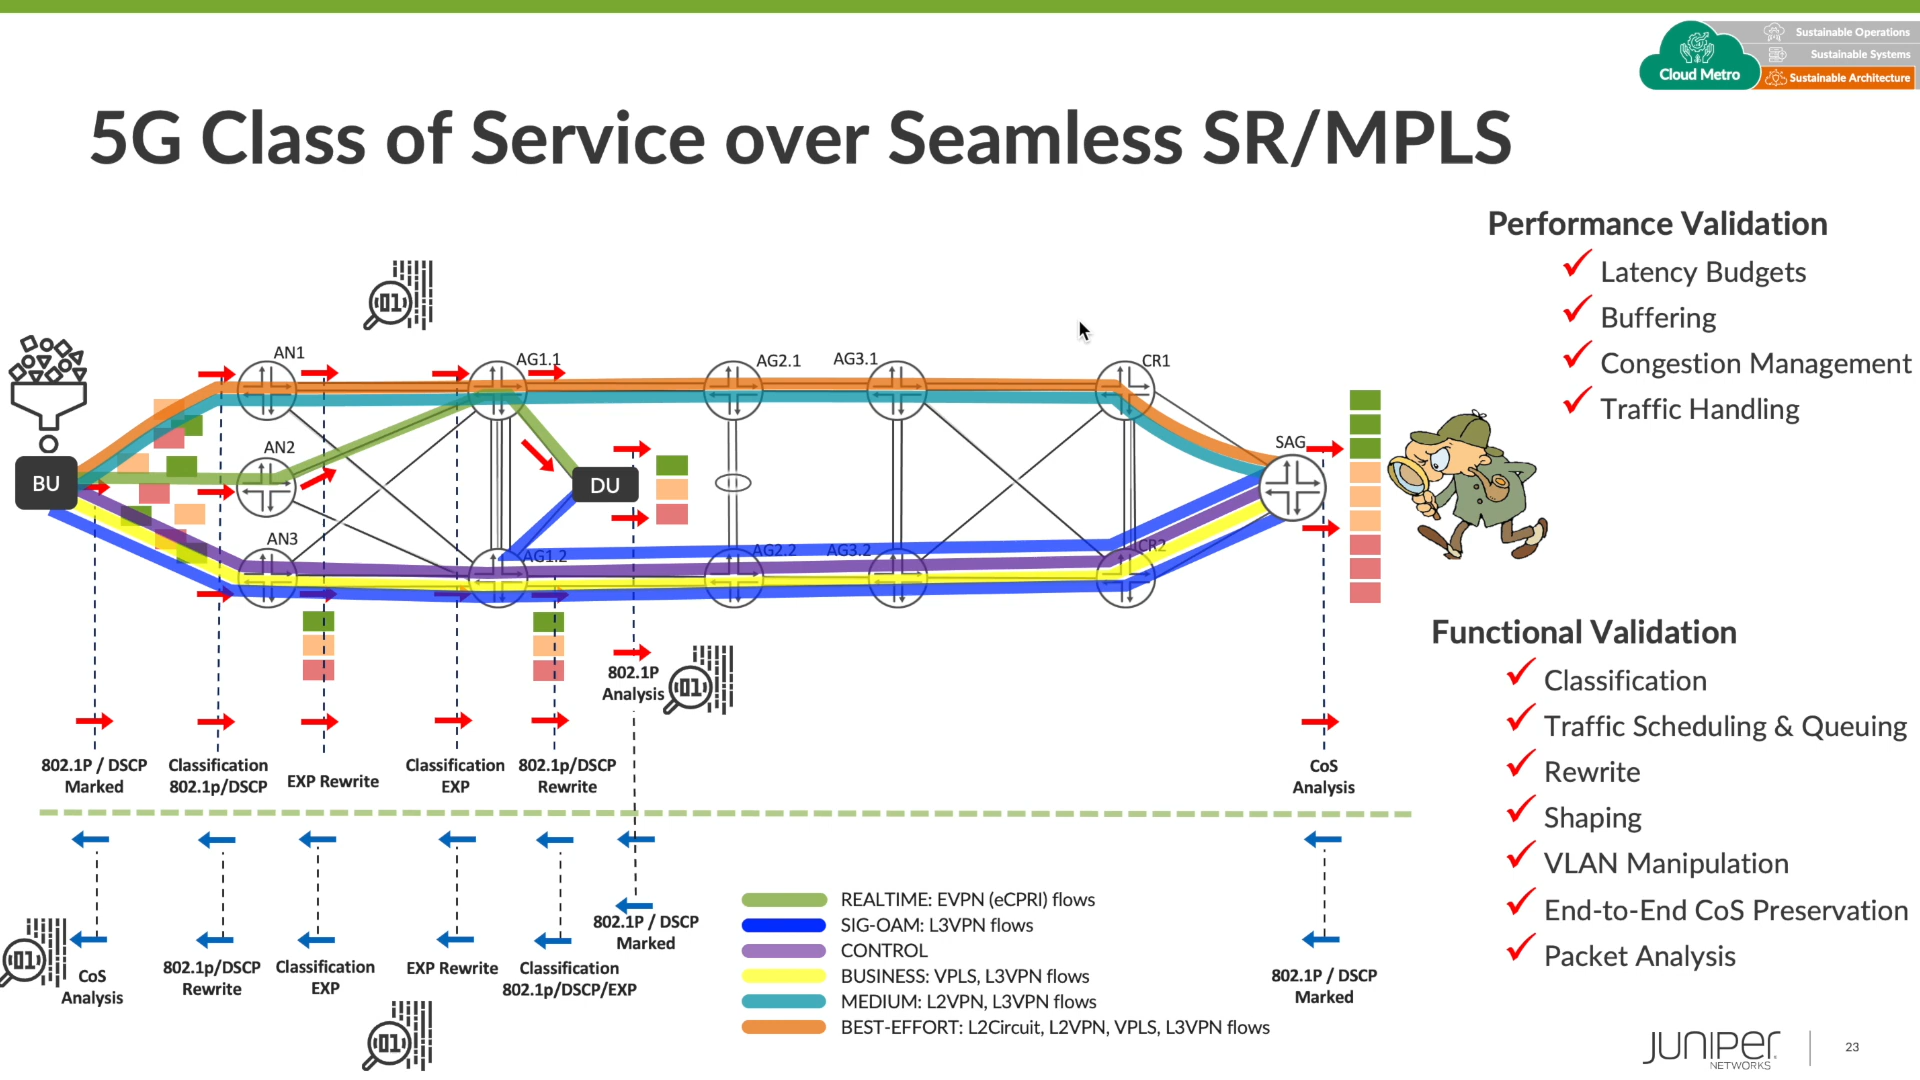 Sustainable Operations
Sustainable Systems
Cloud Metro
Sustainable Architecture
5G Class of Service over Seamless SR/MPLS
Performance Validation
Latency Budgets
Buffering
Congestion Management
Traffic Handling
01
AN1
AG1.1
AG2.1
AG3.1
CR1
AN2
SAG
BU
DU
AN3
AG1.2
AG2.2
AG3.2
CR2
Functional Validation
Classification
Traffic Scheduling & Queuing
Rewrite
Shaping
VLAN Manipulation
End-to-End CoS Preservation
Packet Analysis
802.1P
Analysis
01
802.1P / DSCP
Marked
Classification
802.1p/DSCP
EXP Rewrite
Classification
EXP
802.1p/DSCP
Rewrite
CoS
Analysis
01
CoS
Analysis
802.1p/DSCP
Rewrite
Classification
EXP
EXP Rewrite
Classification
802.1p/DSCP/EXP
802.1P / DSCP
Marked
802.1P / DSCP
Marked
01
REALTIME: EVPN (eCPRI) flows
SIG-OAM: L3VPN flows
CONTROL
BUSINESS: VPLS, L3VPN flows
MEDIUM: L2VPN, L3VPN flows
BEST-EFFORT: L2Circuit, L2VPN, VPLS, L3VPN flows
JUNIPER
NETWORKS
23